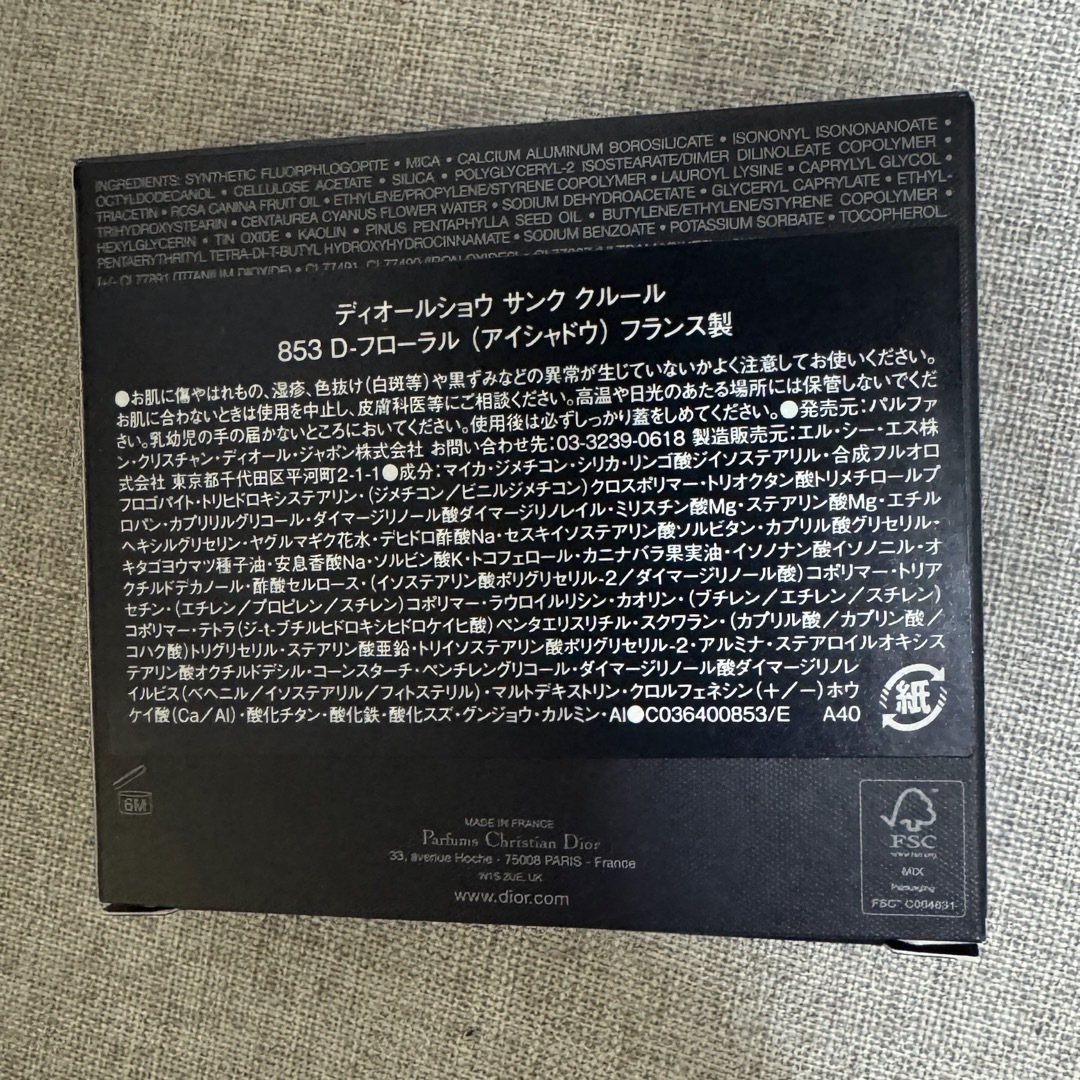 INGREDIENTS: SYNTHETIC FLUORPHLOGOPITE • MICA • CALCIUM ALUMINUM BOROSILICATE • ISONONYL ISONONANOATE •
OCTYLDODECANOL • CELLULOSE ACETATE • SILICA • POLYGLYCERYL-2 ISOSTEARATE/DIMER DILINOLEATE COPOLYMER •
TRIACETIN • ROSA CANINA FRUIT OIL • ETHYLENE/PROPYLENE/STYRENE COPOLYMER • LAUROYL LYSINE • CAPRYLYL GLYCOL •
TRIHYDROXYSTEARIN • CENTAUREA CYANUS FLOWER WATER • SODIUM DEHYDROACETATE • GLYCERYL CAPRYLATE • ETHYL-
HEXYLGLYCERIN • TIN OXIDE • KAOLIN • PINUS PENTAPHYLLA SEED OIL • BUTYLENE/ETHYLENE/STYRENE COPOLYMER •
PENTAERYTHRITYL TETRA-DI-T-BUTYL HYDROXYHYDROCINNAMATE • SODIUM BENZOATE • POTASSIUM SORBATE • TOCOPHEROL.
CI 77891 (TITANIUM DIOXIDE) • CI 77491, CI 77499 (IRON OXIDES)
ディオールショウ サンク クルール
853 D-フローラル (アイシャドウ) フランス製
●お肌に傷やはれもの、湿疹、色抜け(白斑等)や黒ずみなどの異常が生じていないかよく注意してお使いください。
お肌に合わないときは使用を中止し、皮膚科医等にご相談ください。高温や日光のあたる場所には保管しないでくだ
さい。乳幼児の手の届かないところにおいてください。使用後は必ずしっかり蓋をしめてください。●発売元:パルファ
ン・クリスチャン・ディオール・ジャポン株式会社 お問い合わせ先:03-3239-0618 製造販売元:エル・シー・エス株
式会社 東京都千代田区平河町2-1-1●成分:マイカ・ジメチコン・シリカ・リンゴ酸ジイソステアリル・合成フルオロ
フロゴパイト・トリヒドロキシステアリン・(ジメチコン/ビニルジメチコン)クロスポリマー・トリオクタン酸トリメチロールプ
ロパン・カプリリルグリコール・ダイマージリノール酸ダイマージリノレイル・ミリスチン酸Mg・ステアリン酸Mg・エチル
ヘキシルグリセリン・ヤグルマギク花水・デヒドロ酢酸Na・セスキイソステアリン酸ソルビタン・カプリル酸グリセリル・
キタゴヨウマツ種子油・安息香酸Na・ソルビン酸K・トコフェロール・カニナバラ果実油・イソノナン酸イソノニル・オ
クチルドデカノール・酢酸セルロース・(イソステアリン酸ポリグリセリル-2/ダイマージリノール酸)コポリマー・トリア
セチン・(エチレン/プロピレン/スチレン)コポリマー・ラウロイルリシン・カオリン・(ブチレン/エチレン/スチレン)
コポリマー・テトラ(ジ-t-ブチルヒドロキシヒドロケイヒ酸)ペンタエリスリチル・スクワラン・(カプリル酸/カプリン酸/
コハク酸)トリグリセリル・ステアリン酸亜鉛・トリイソステアリン酸ポリグリセリル-2・アルミナ・ステアロイルオキシス
テアリン酸オクチルドデシル・コーンスターチ・ペンチレングリコール・ダイマージリノール酸ダイマージリノレ
イルビス(ベヘニル/イソステアリル/フィトステリル)・マルトデキストリン・クロルフェネシン(+/-)ホウ
ケイ酸(Ca/Al)・酸化チタン・酸化鉄・酸化スズ・グンジョウ・カルミン・Al●C036400853/E A40
紙
6M
MADE IN FRANCE
Parfums Christian Dior
33, avenue Hoche - 75008 PARIS - France
W1S 2UE, UK
www.dior.com
FSC
www.fsc.org
MIX
Packaging
FSC® C004631